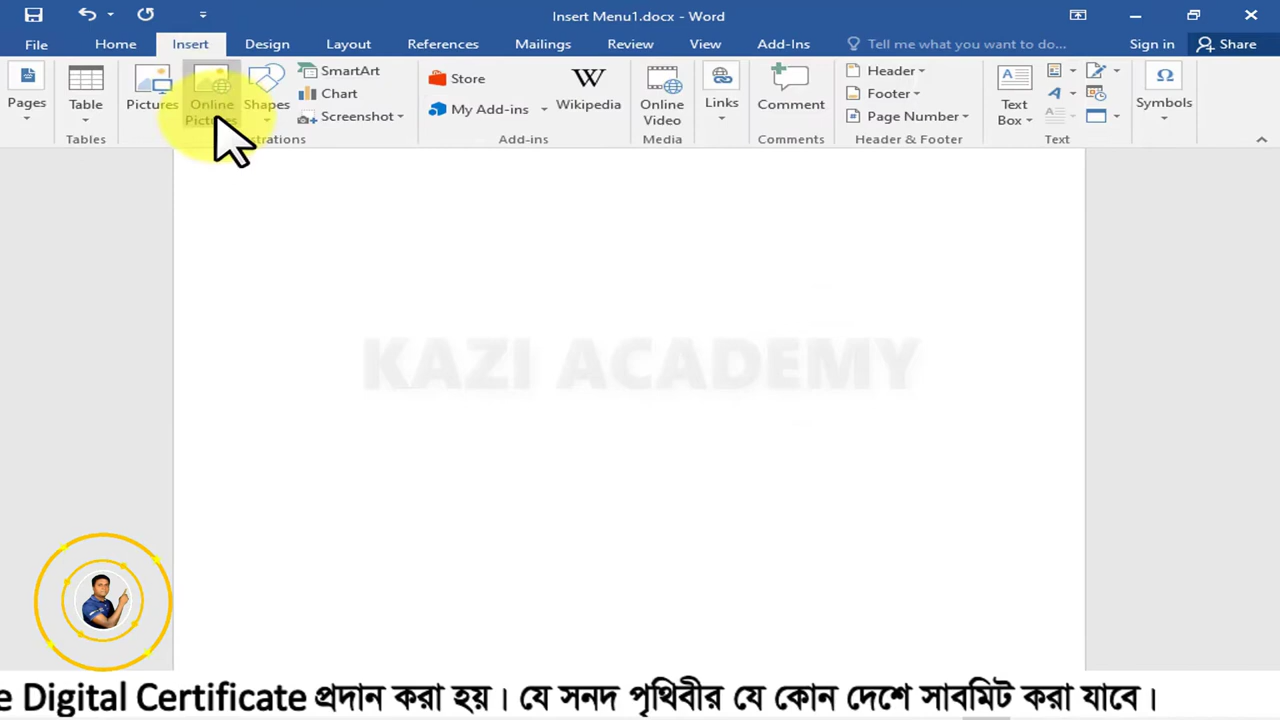 Insert Menu1.docx - Word
File Home Insert Design Layout References Mailings Review View Add-Ins Tell me what you want to do... Sign in Share
Pages
Table
Tables
Pictures
Online Pictures
Shapes
SmartArt
Chart
Screenshot
Store
My Add-ins
Wikipedia
Add-ins
Online Video
Media
Links
Comment
Comments
Header
Footer
Page Number
Header & Footer
Text Box
Text
Symbols
KAZI ACADEMY
e Digital Certificate প্রদান করা হয়। যে সনদ পৃথিবীর যে কোন দেশে সাবমিট করা যাবে।